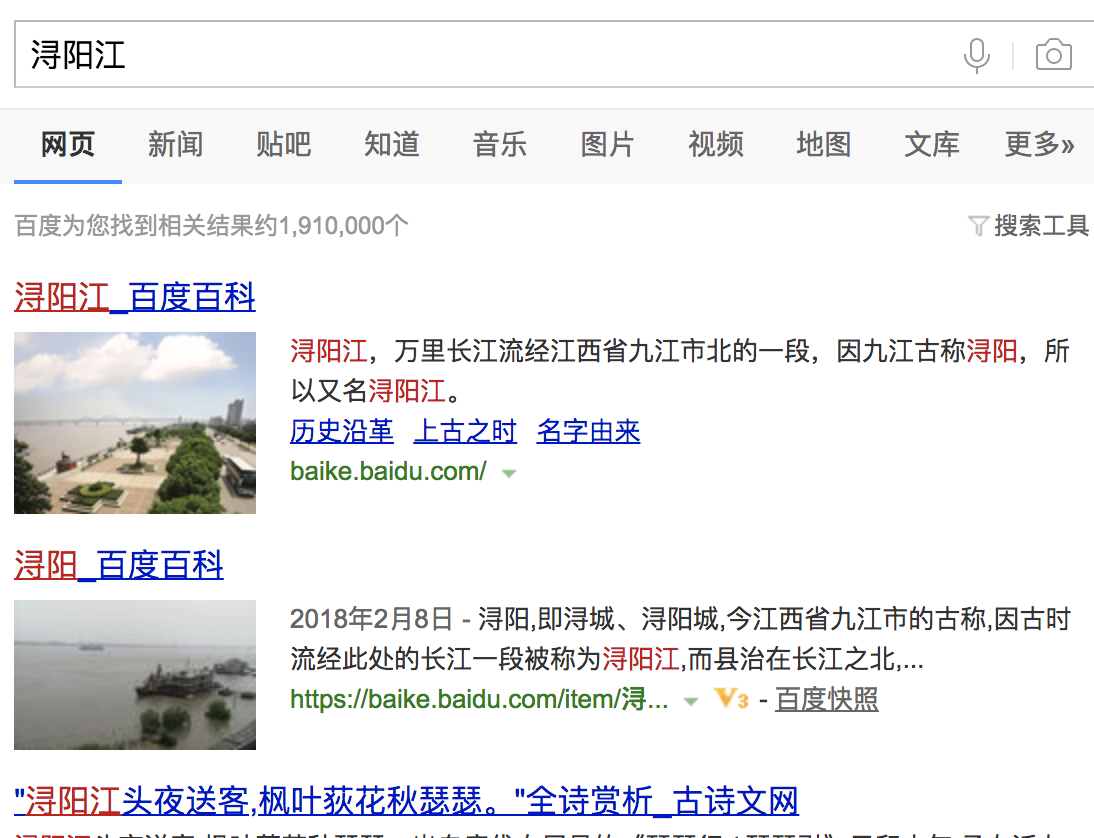 浔阳江
网页 新闻 贴吧 知道 音乐 图片 视频 地图 文库 更多»
百度为您找到相关结果约1,910,000个 搜索工具
浔阳江_百度百科
浔阳江，万里长江流经江西省九江市北的一段，因九江古称浔阳，所
以又名浔阳江。
历史沿革 上古之时 名字由来
baike.baidu.com/
浔阳_百度百科
2018年2月8日 - 浔阳,即浔城、浔阳城,今江西省九江市的古称,因古时
流经此处的长江一段被称为浔阳江,而县治在长江之北,...
https://baike.baidu.com/item/浔... V3 - 百度快照
"浔阳江头夜送客,枫叶荻花秋瑟瑟。"全诗赏析_古诗文网